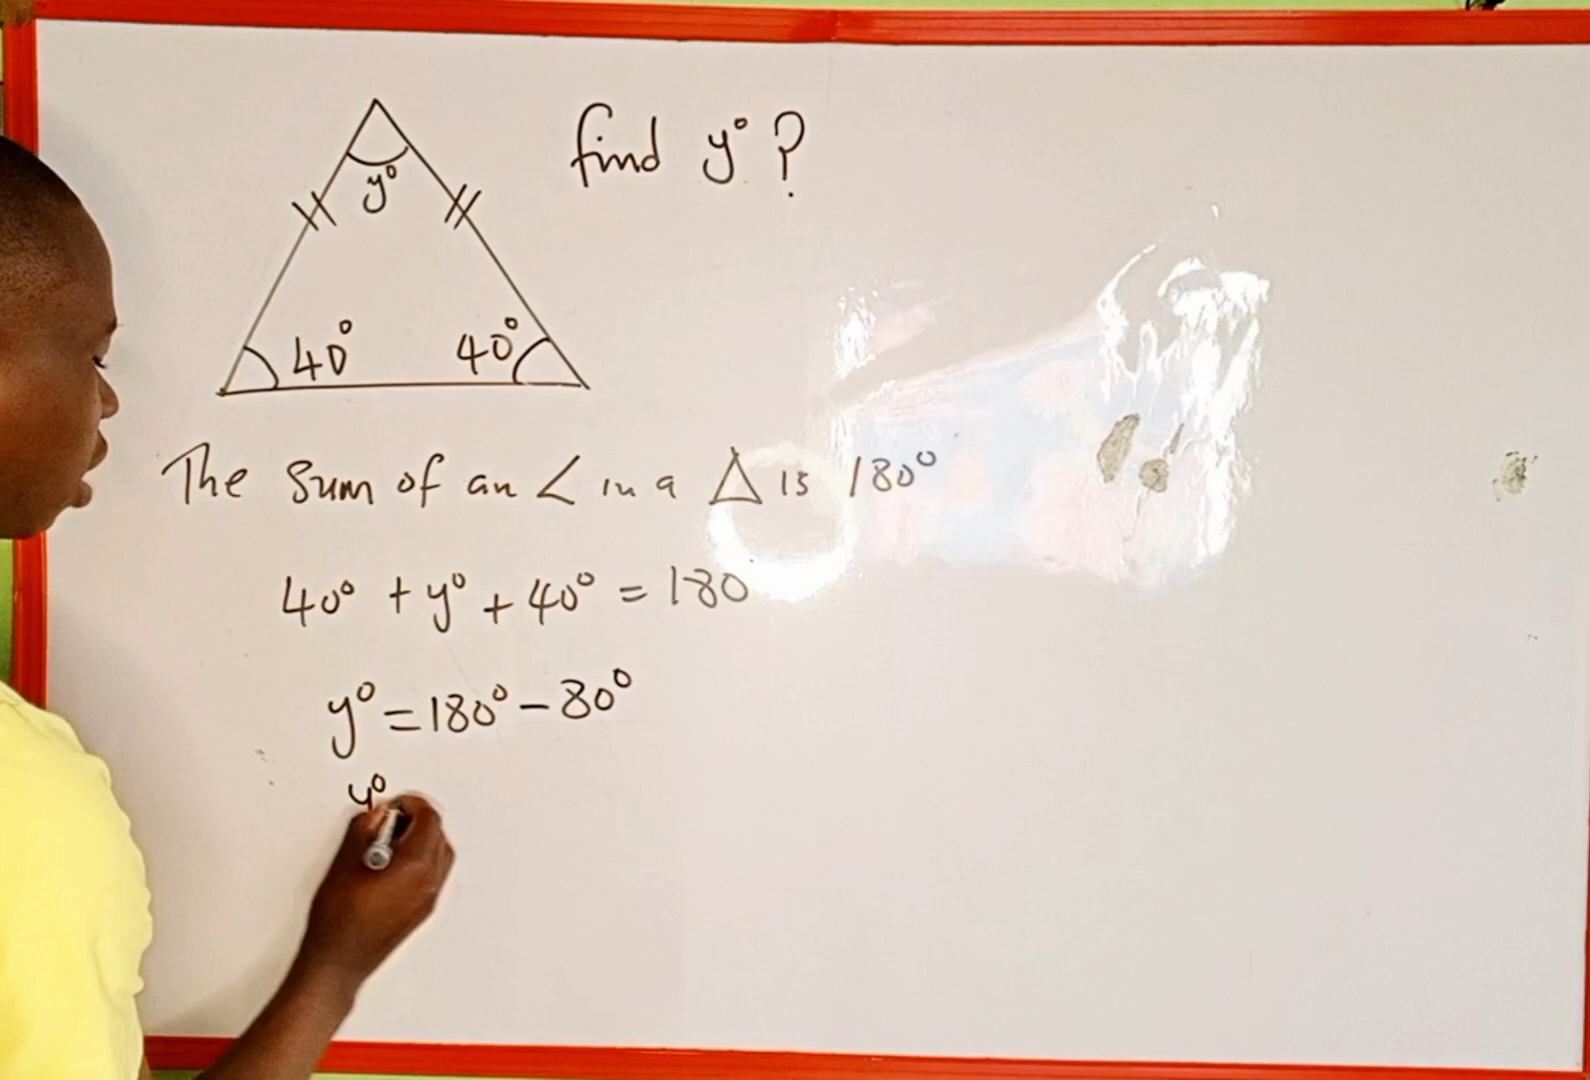 find y° ?
y°
40° 40°
The sum of an ∠ in a △ is 180°
40° + y° + 40° = 180
y° = 180° - 80°
y°